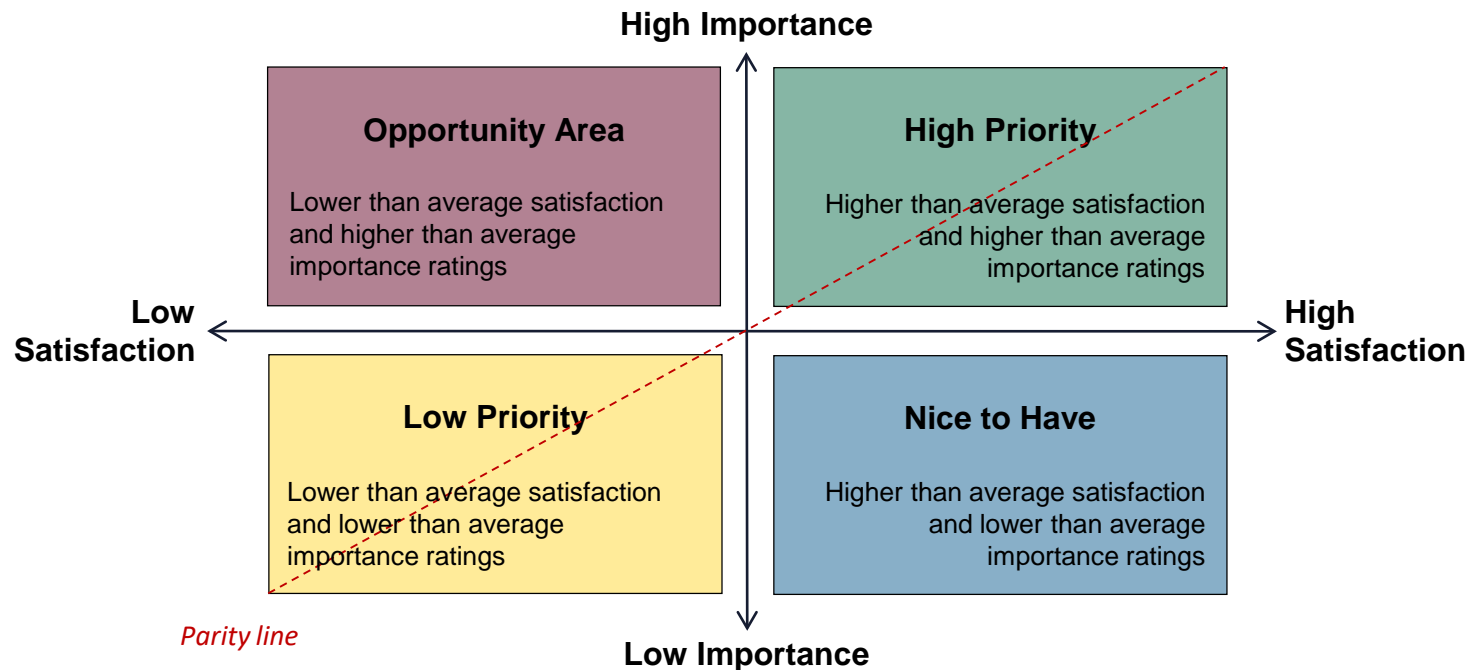 High Importance
Opportunity Area
Lower than average satisfaction
and higher than average
importance ratings
High Priority
Higher than average satisfaction
and higher than average
importance ratings
Low
Satisfaction
High
Satisfaction
Low Priority
Lower than average satisfaction
and lower than average
importance ratings
Nice to Have
Higher than average satisfaction
and lower than average
importance ratings
Parity line
Low Importance